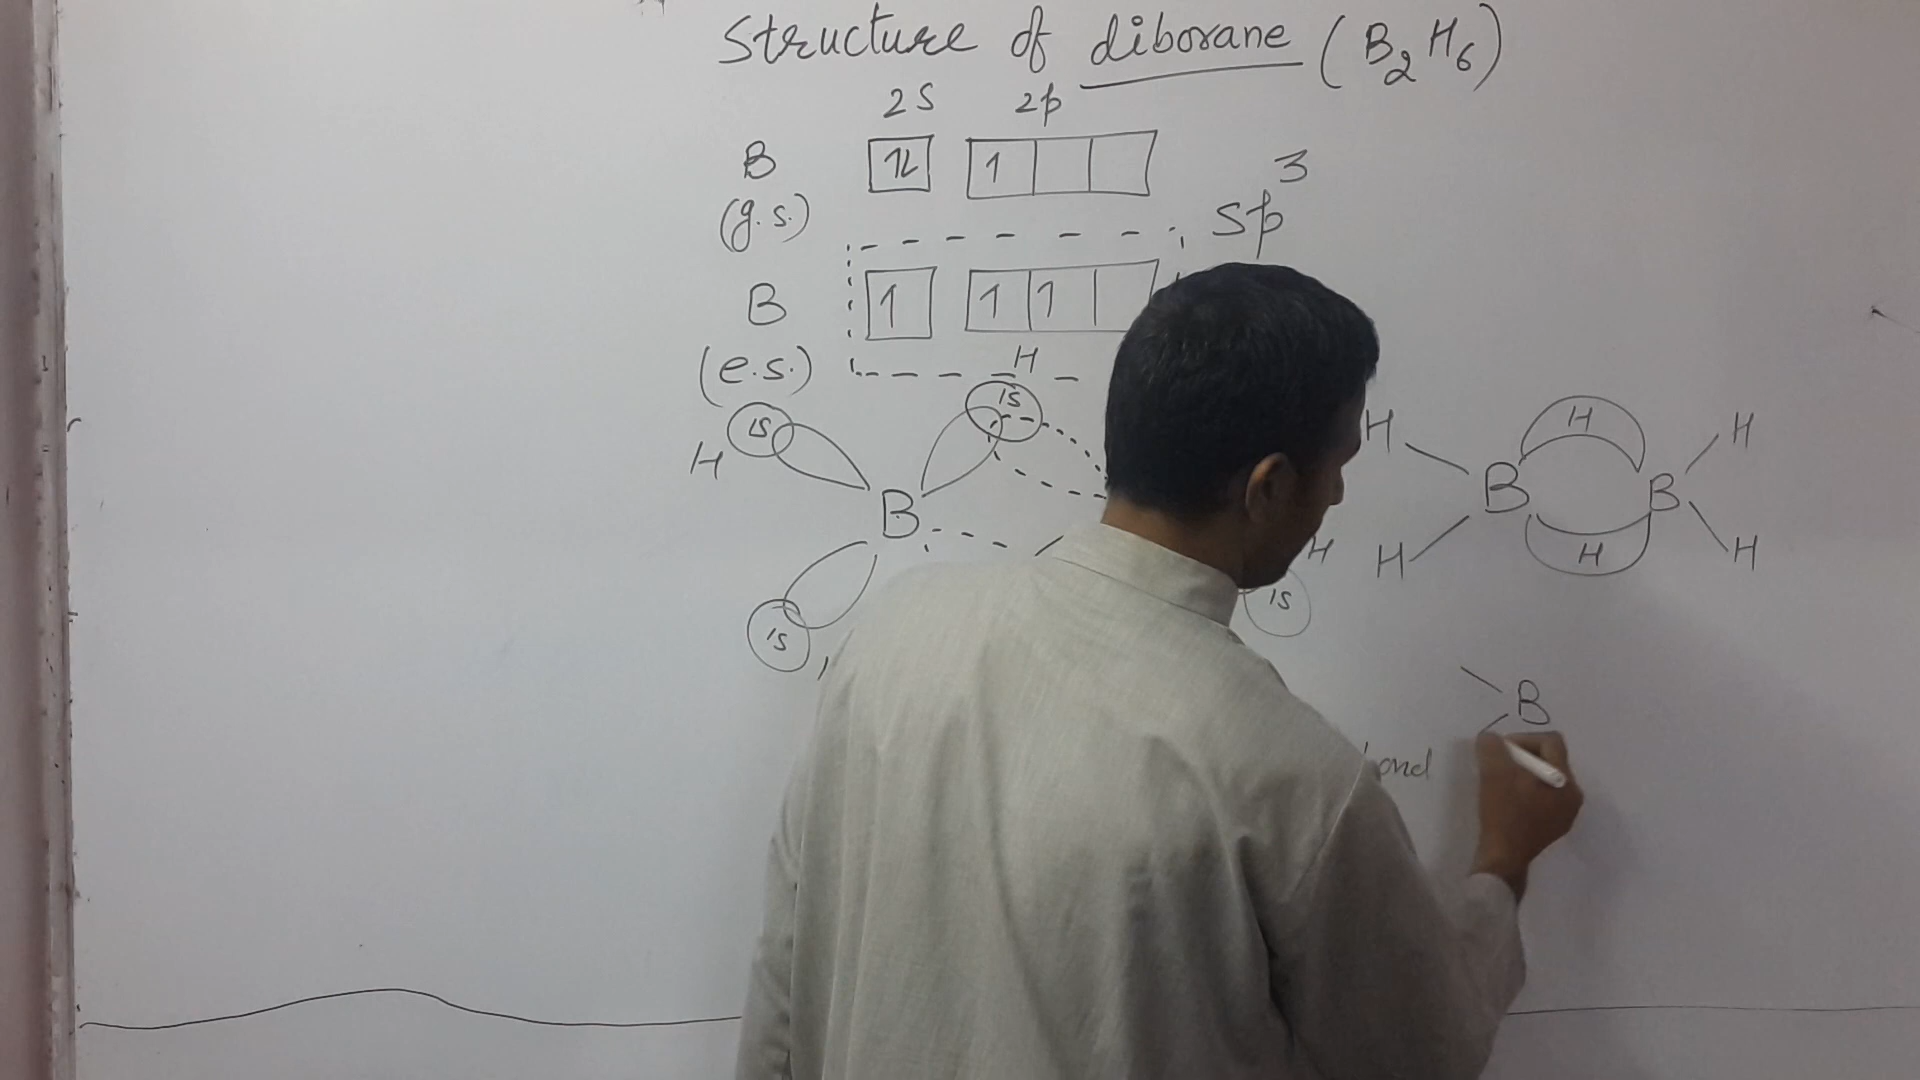 Structure of diborane (B2H6)
2s 2p
B 1L 1
(g.s.) sp3
B 1 1 1
(e.s.)
H
1s 1s
H
B
H
1s
1s
H H H
B B
H H H
B